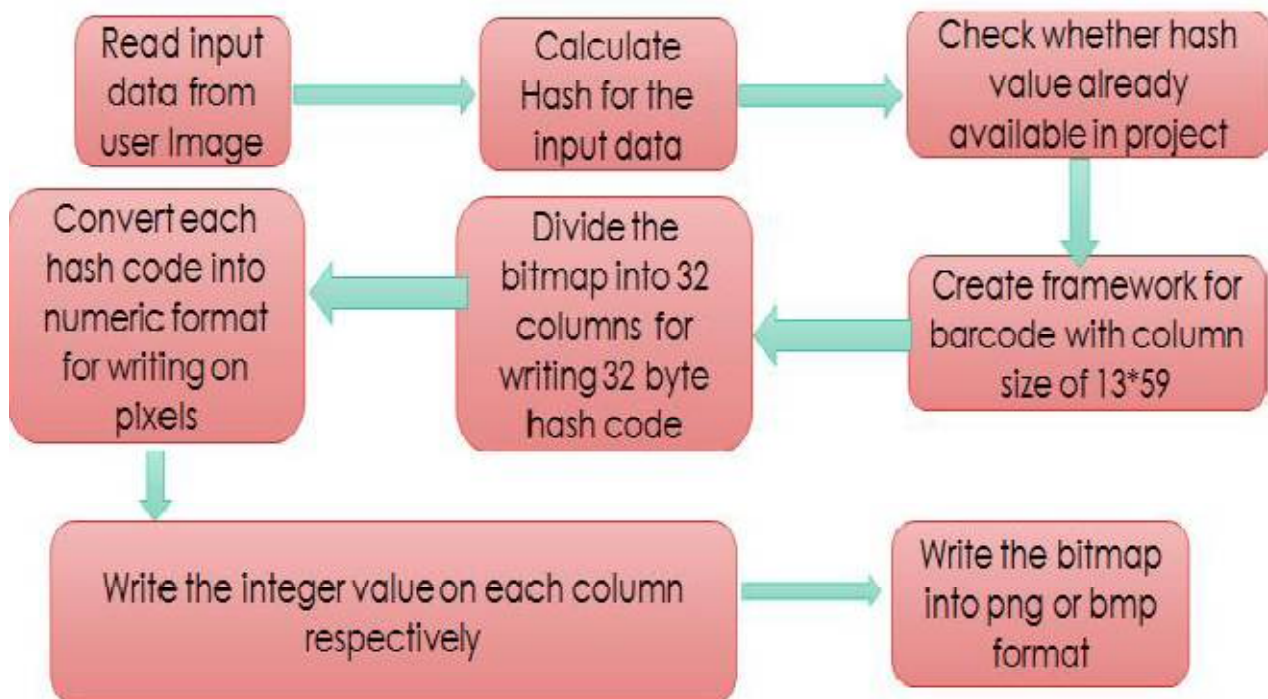 Read input
data from
user Image
Calculate
Hash for the
input data
Check whether hash
value already
available in project
Create framework for
barcode with column
size of 13*59
Divide the
bitmap into 32
columns for
writing 32 byte
hash code
Convert each
hash code into
numeric format
for writing on
pixels
Write the integer value on each column
respectively
Write the bitmap
into png or bmp
format